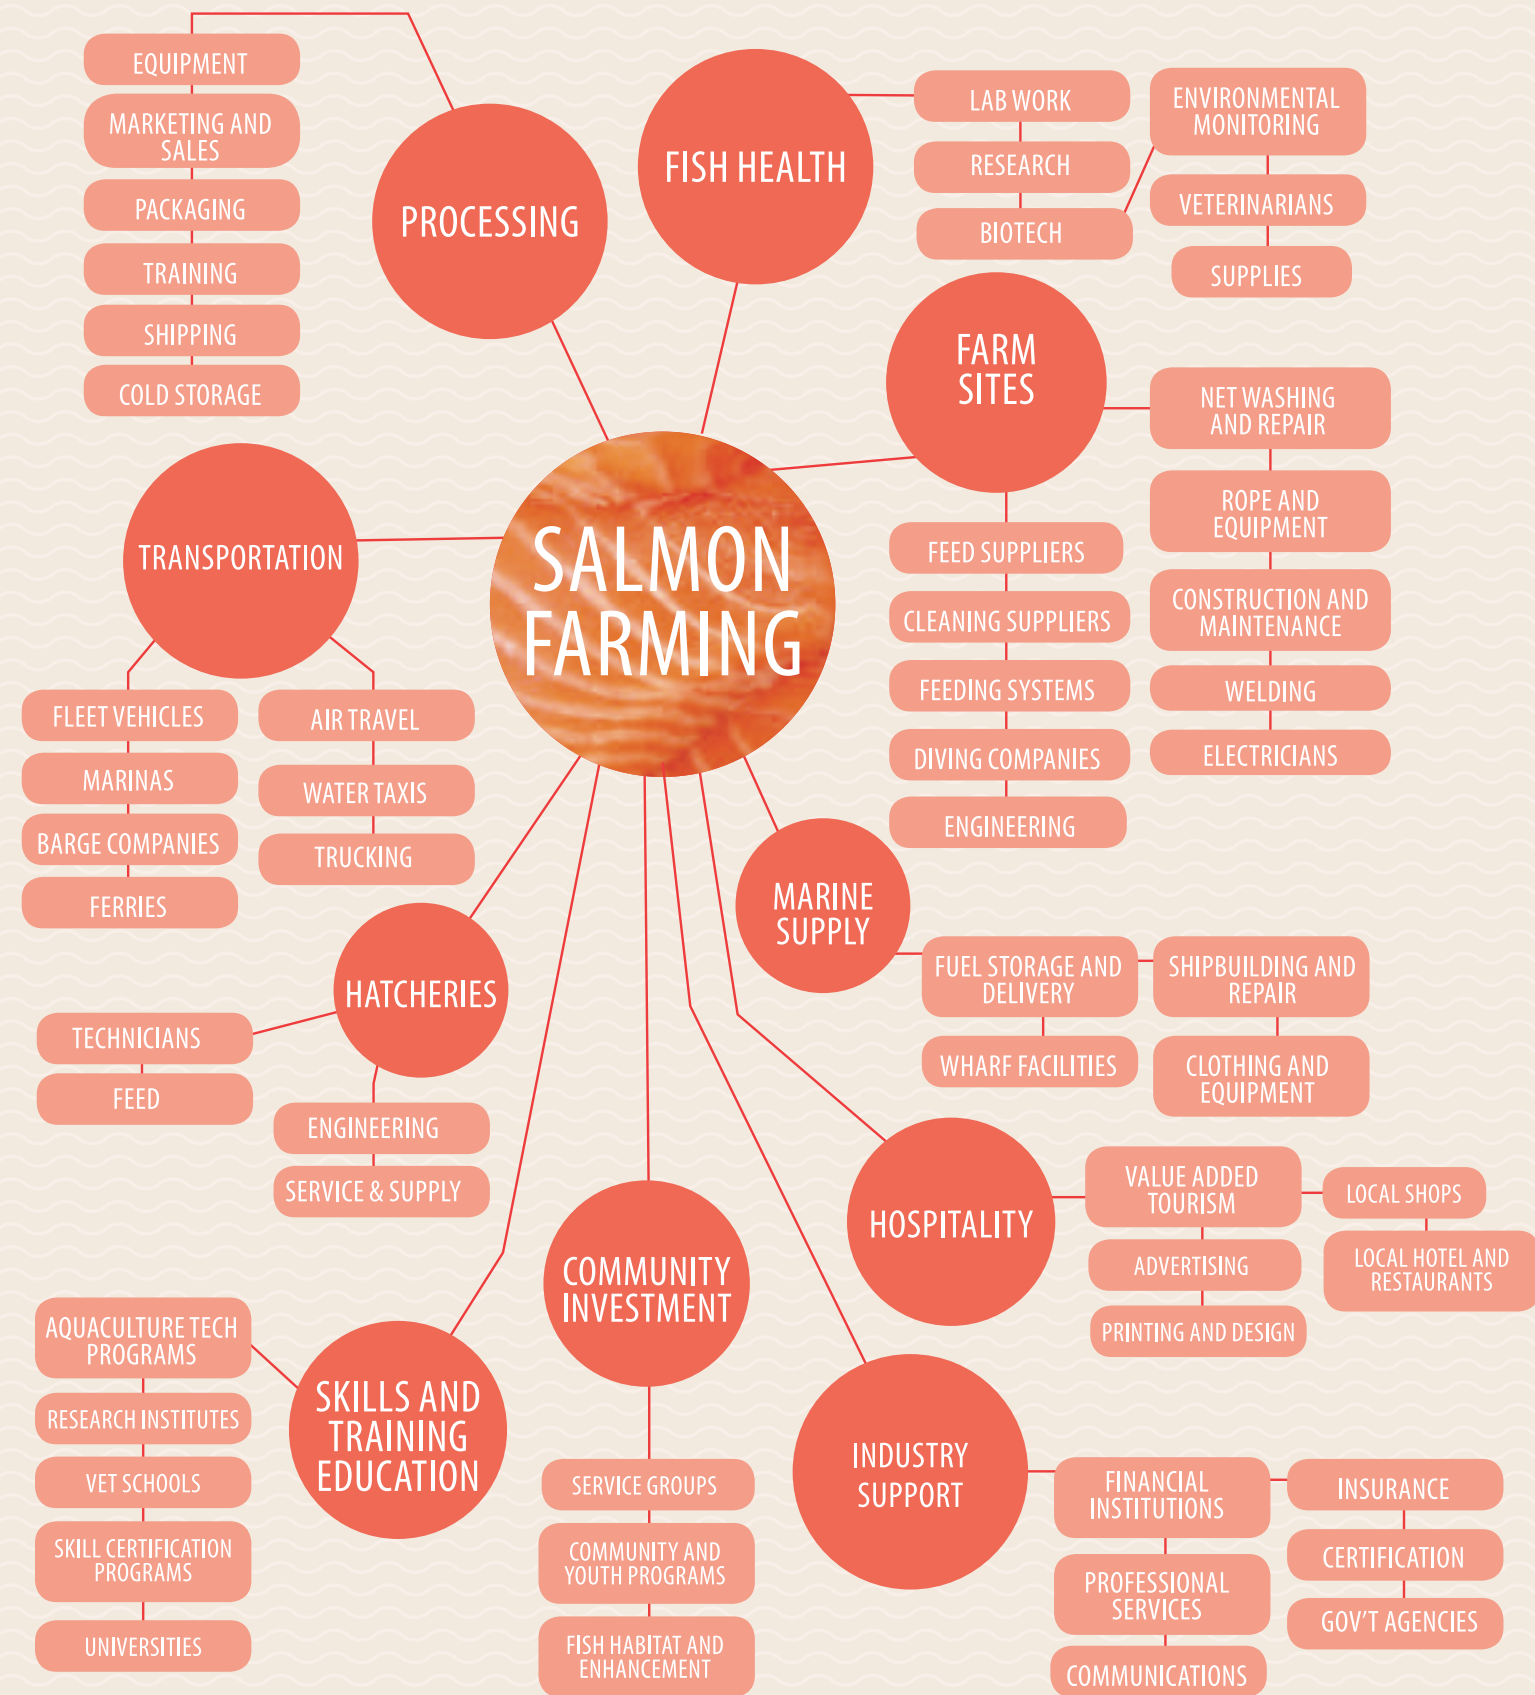 EQUIPMENT
MARKETING AND
SALES
PACKAGING
TRAINING
SHIPPING
COLD STORAGE
PROCESSING
FISH HEALTH
LAB WORK
RESEARCH
BIOTECH
ENVIRONMENTAL
MONITORING
VETERINARIANS
SUPPLIES
FARM
SITES
NET WASHING
AND REPAIR
ROPE AND
EQUIPMENT
CONSTRUCTION AND
MAINTENANCE
WELDING
ELECTRICIANS
FEED SUPPLIERS
CLEANING SUPPLIERS
FEEDING SYSTEMS
DIVING COMPANIES
ENGINEERING
SALMON
FARMING
TRANSPORTATION
FLEET VEHICLES
MARINAS
BARGE COMPANIES
FERRIES
AIR TRAVEL
WATER TAXIS
TRUCKING
MARINE
SUPPLY
FUEL STORAGE AND
DELIVERY
WHARF FACILITIES
SHIPBUILDING AND
REPAIR
CLOTHING AND
EQUIPMENT
HATCHERIES
TECHNICIANS
FEED
ENGINEERING
SERVICE & SUPPLY
HOSPITALITY
VALUE ADDED
TOURISM
ADVERTISING
PRINTING AND DESIGN
LOCAL SHOPS
LOCAL HOTEL AND
RESTAURANTS
COMMUNITY
INVESTMENT
SERVICE GROUPS
COMMUNITY AND
YOUTH PROGRAMS
FISH HABITAT AND
ENHANCEMENT
SKILLS AND
TRAINING
EDUCATION
AQUACULTURE TECH
PROGRAMS
RESEARCH INSTITUTES
VET SCHOOLS
SKILL CERTIFICATION
PROGRAMS
UNIVERSITIES
INDUSTRY
SUPPORT
FINANCIAL
INSTITUTIONS
PROFESSIONAL
SERVICES
COMMUNICATIONS
INSURANCE
CERTIFICATION
GOV'T AGENCIES